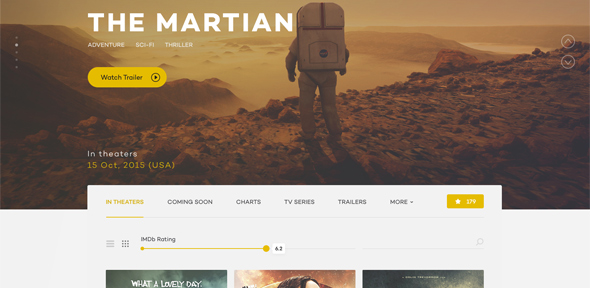 THE MARTIAN
ADVENTURE SCI-FI THRILLER
Watch Trailer
In theaters
15 Oct, 2015 (USA)
IN THEATERS COMING SOON CHARTS TV SERIES TRAILERS MORE 179
IMDb Rating
6.2
WHAT A LOVELY DAY.